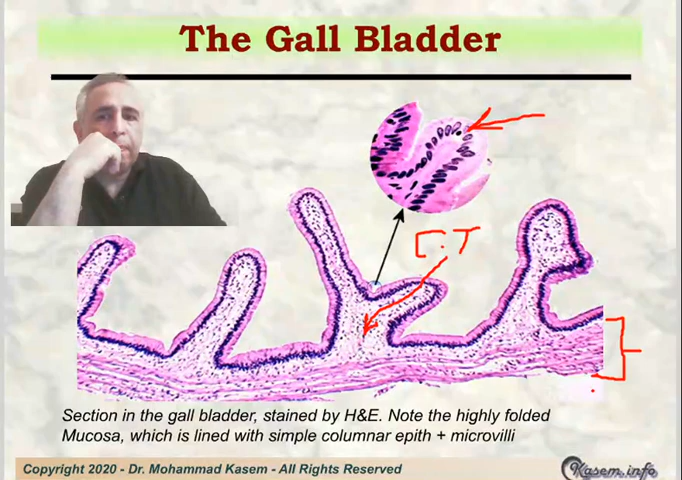 The Gall Bladder
C.T
Section in the gall bladder, stained by H&E. Note the highly folded
Mucosa, which is lined with simple columnar epith + microvilli
Copyright 2020 - Dr. Mohammad Kasem - All Rights Reserved
Kasem.info